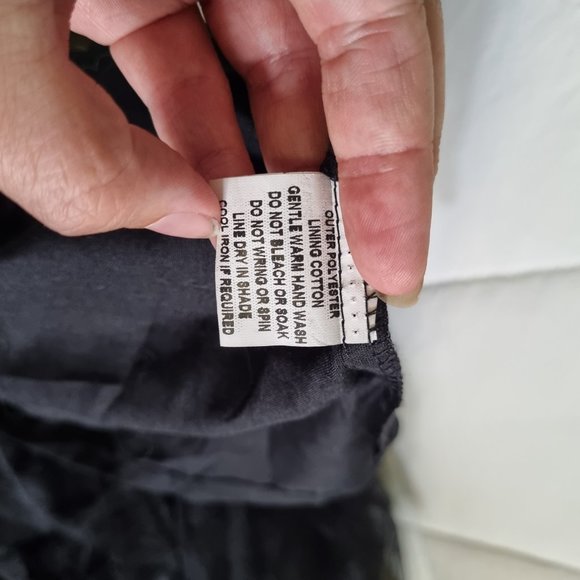 OUTER POLYESTER
LINING COTTON
GENTLE WARM HAND WASH
DO NOT BLEACH OR SOAK
DO NOT WRING OR SPIN
LINE DRY IN SHADE
COOL IRON IF REQUIRED